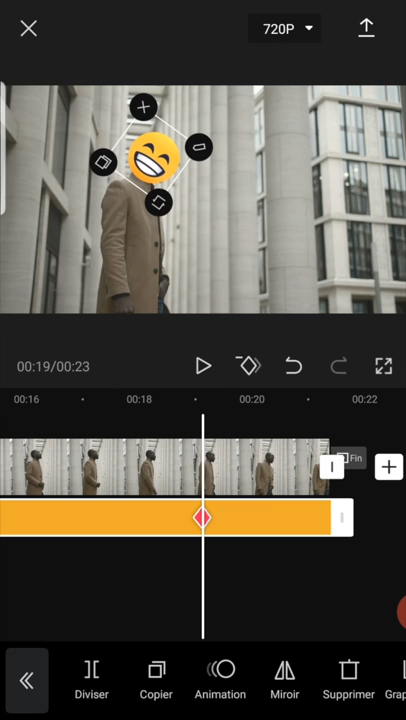 720P
00:19/00:23
00:16
00:18
00:20
00:22
Fin
Diviser
Copier
Animation
Miroir
Supprimer